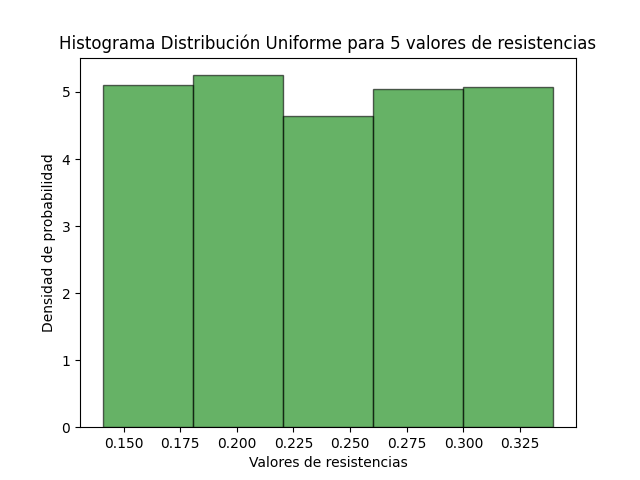 Histograma Distribución Uniforme para 5 valores de resistencias
Densidad de probabilidad
5
4
3
2
1
0
0.150 0.175 0.200 0.225 0.250 0.275 0.300 0.325
Valores de resistencias